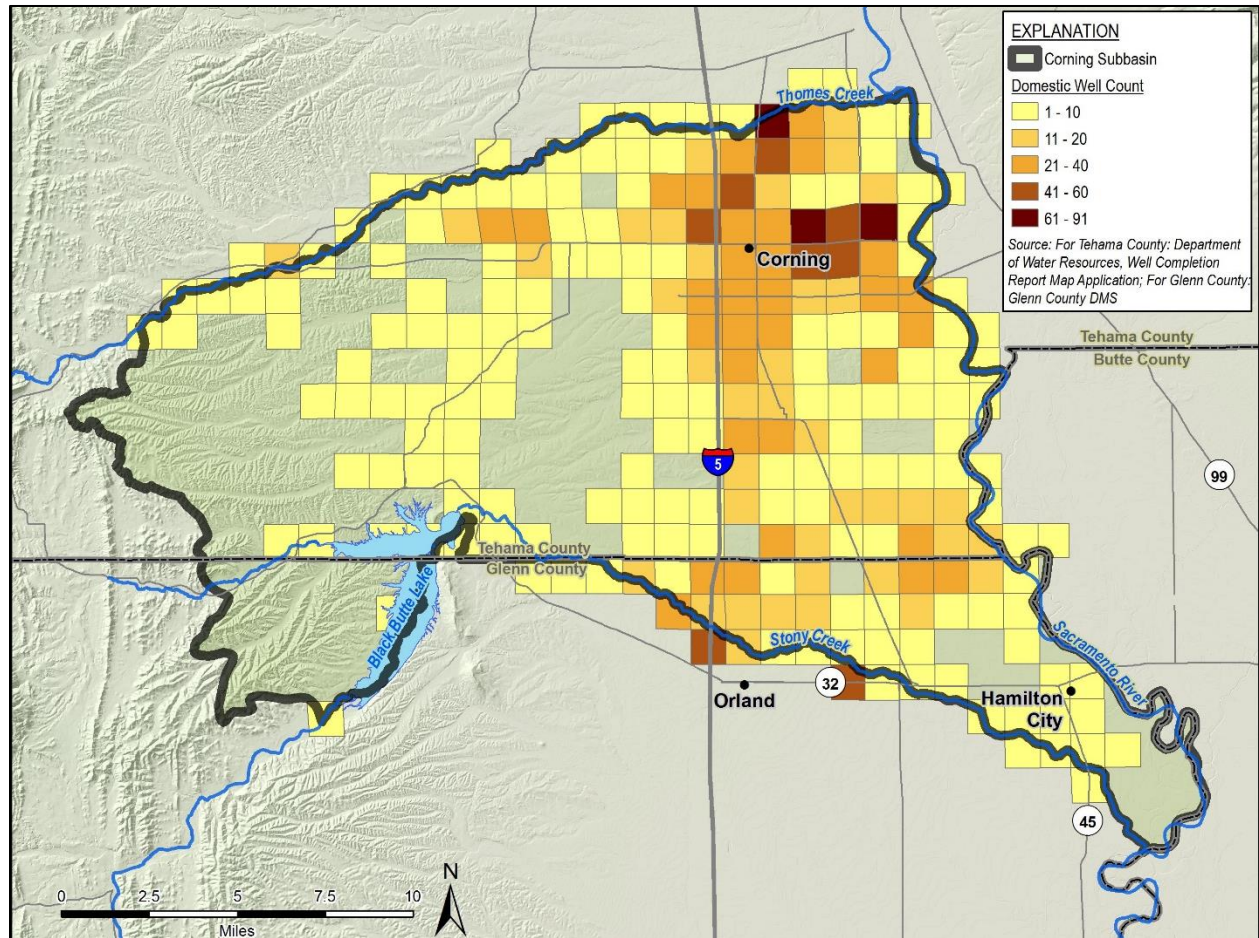 EXPLANATION
Corning Subbasin
Domestic Well Count
1 - 10
11 - 20
21 - 40
41 - 60
61 - 91
Source: For Tehama County: Department
of Water Resources, Well Completion
Report Map Application; For Glenn County:
Glenn County DMS
Thomes Creek
Corning
Tehama County
Butte County
5
99
Tehama County
Glenn County
Black Butte Lake
Stony Creek
Sacramento River
32
Orland
Hamilton
City
45
N
0 2.5 5 7.5 10
Miles